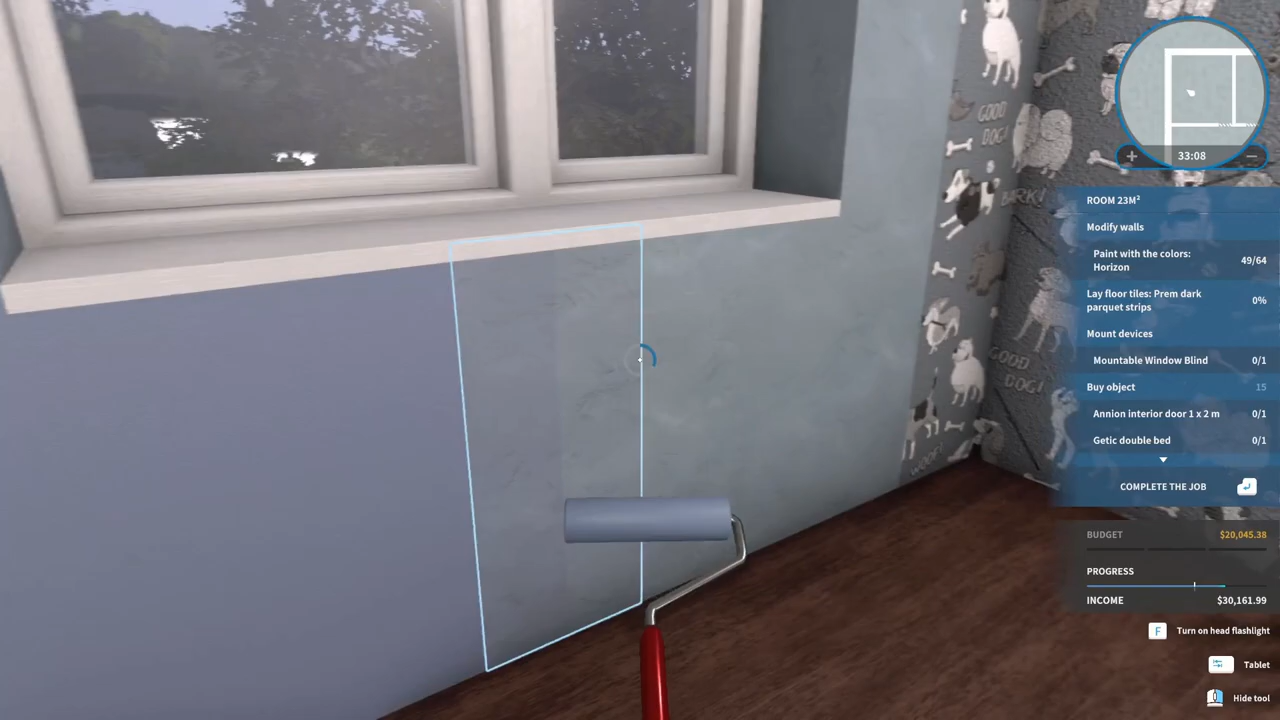 GOOD
DOG!
BARK!
GOOD
DOG!
WOOF!
33:08
ROOM 23M²
Modify walls
Paint with the colors:
Horizon
49/64
Lay floor tiles: Prem dark
parquet strips
0%
Mount devices
Mountable Window Blind
0/1
Buy object
15
Annion interior door 1 x 2 m
0/1
Getic double bed
0/1
COMPLETE THE JOB
BUDGET
$20,045.38
PROGRESS
INCOME
$30,161.99
F
Turn on head flashlight
Tablet
Hide tool